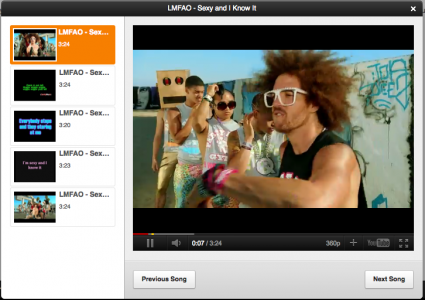 LMFAO - Sexy and I Know It
LMFAO - Sex...
3:24
LMFAO - Sex...
3:24
LMFAO - Sex...
Everybody stops
and they staring
at me
3:20
LMFAO - Sex...
I'm sexy and I
know it
3:23
LMFAO - Sex...
3:24
0:07 / 3:24
360p
YouTube
Previous Song
Next Song